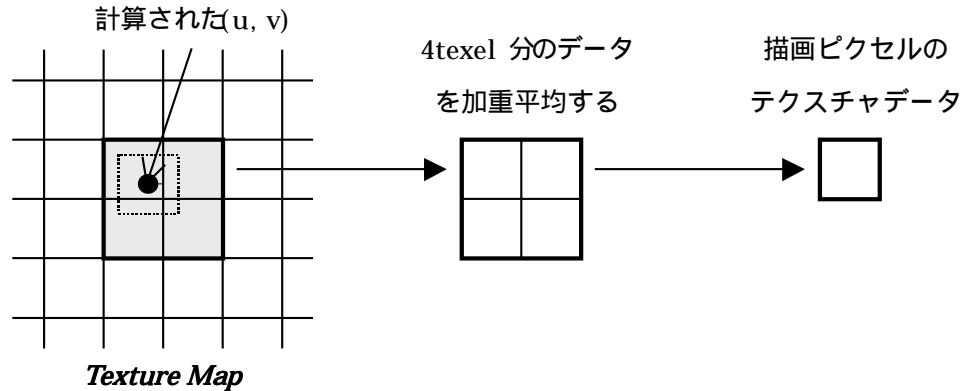 計算された(u, v)
4texel 分のデータ
を加重平均する
描画ピクセルの
テクスチャデータ
Texture Map